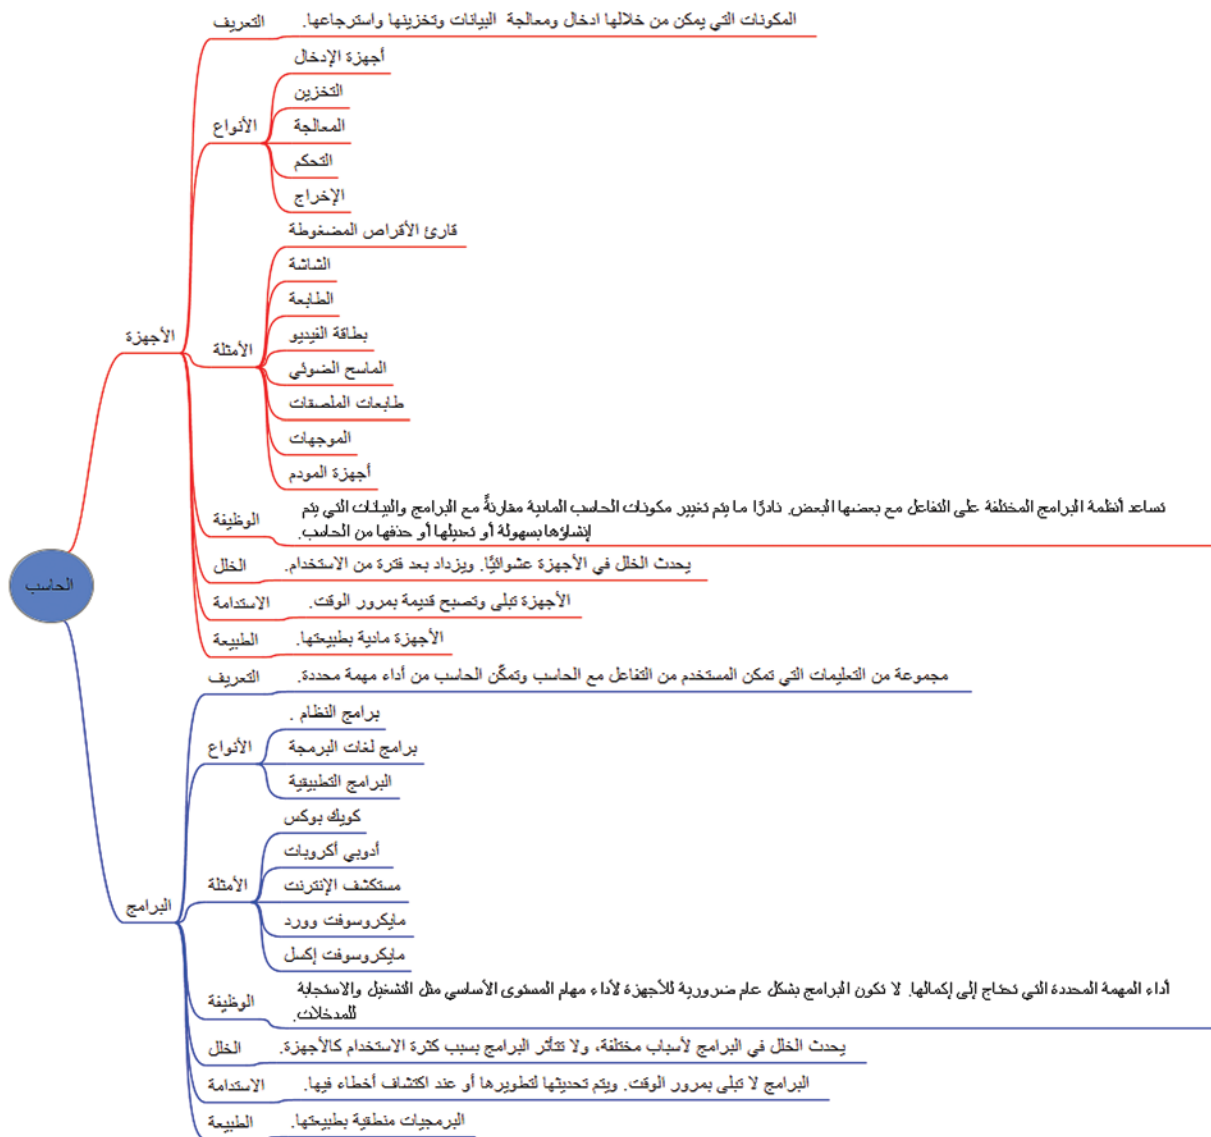 الحاسب
الأجهزة
التعريف
المكونات التي يمكن من خلالها ادخال ومعالجة البيانات وتخزينها واسترجاعها.
الأنواع
أجهزة الإدخال
التخزين
المعالجة
التحكم
الإخراج
الأمثلة
قارئ الأقراص المضغوطة
الشاشة
الطابعة
بطاقة الفيديو
الماسح الضوئي
طابعات الملصقات
الموجهات
أجهزة المودم
الوظيفة
تساعد أنظمة البرامج المختلفة على التفاعل مع بعضها البعض. نادرًا ما يتم تغيير مكونات الحاسب المادية مقارنةً مع البرامج والبيانات التي يتم
إنشاؤها بسهولة أو تعديلها أو حذفها من الحاسب.
الخلل
يحدث الخلل في الأجهزة عشوائيًا. ويزداد بعد فترة من الاستخدام.
الاستدامة
الأجهزة تبلى وتصبح قديمة بمرور الوقت.
الطبيعة
الأجهزة مادية بطبيعتها.
البرامج
التعريف
مجموعة من التعليمات التي تمكن المستخدم من التفاعل مع الحاسب وتمكّن الحاسب من أداء مهمة محددة.
الأنواع
برامج النظام .
برامج لغات البرمجة
البرامج التطبيقية
الأمثلة
كويك بوكس
أدوبي أكروبات
مستكشف الإنترنت
مايكروسوفت وورد
مايكروسوفت إكسل
الوظيفة
أداء المهمة المحددة التي تحتاج إلى إكمالها. لا تكون البرامج بشكل عام ضرورية للأجهزة لأداء مهام المستوى الأساسي مثل التشغيل والاستجابة
للمدخلات.
الخلل
يحدث الخلل في البرامج لأسباب مختلفة، ولا تتأثر البرامج بسبب كثرة الاستخدام كالأجهزة.
الاستدامة
البرامج لا تبلى بمرور الوقت. ويتم تحديثها لتطويرها أو عند اكتشاف أخطاء فيها.
الطبيعة
البرمجيات منطقية بطبيعتها.